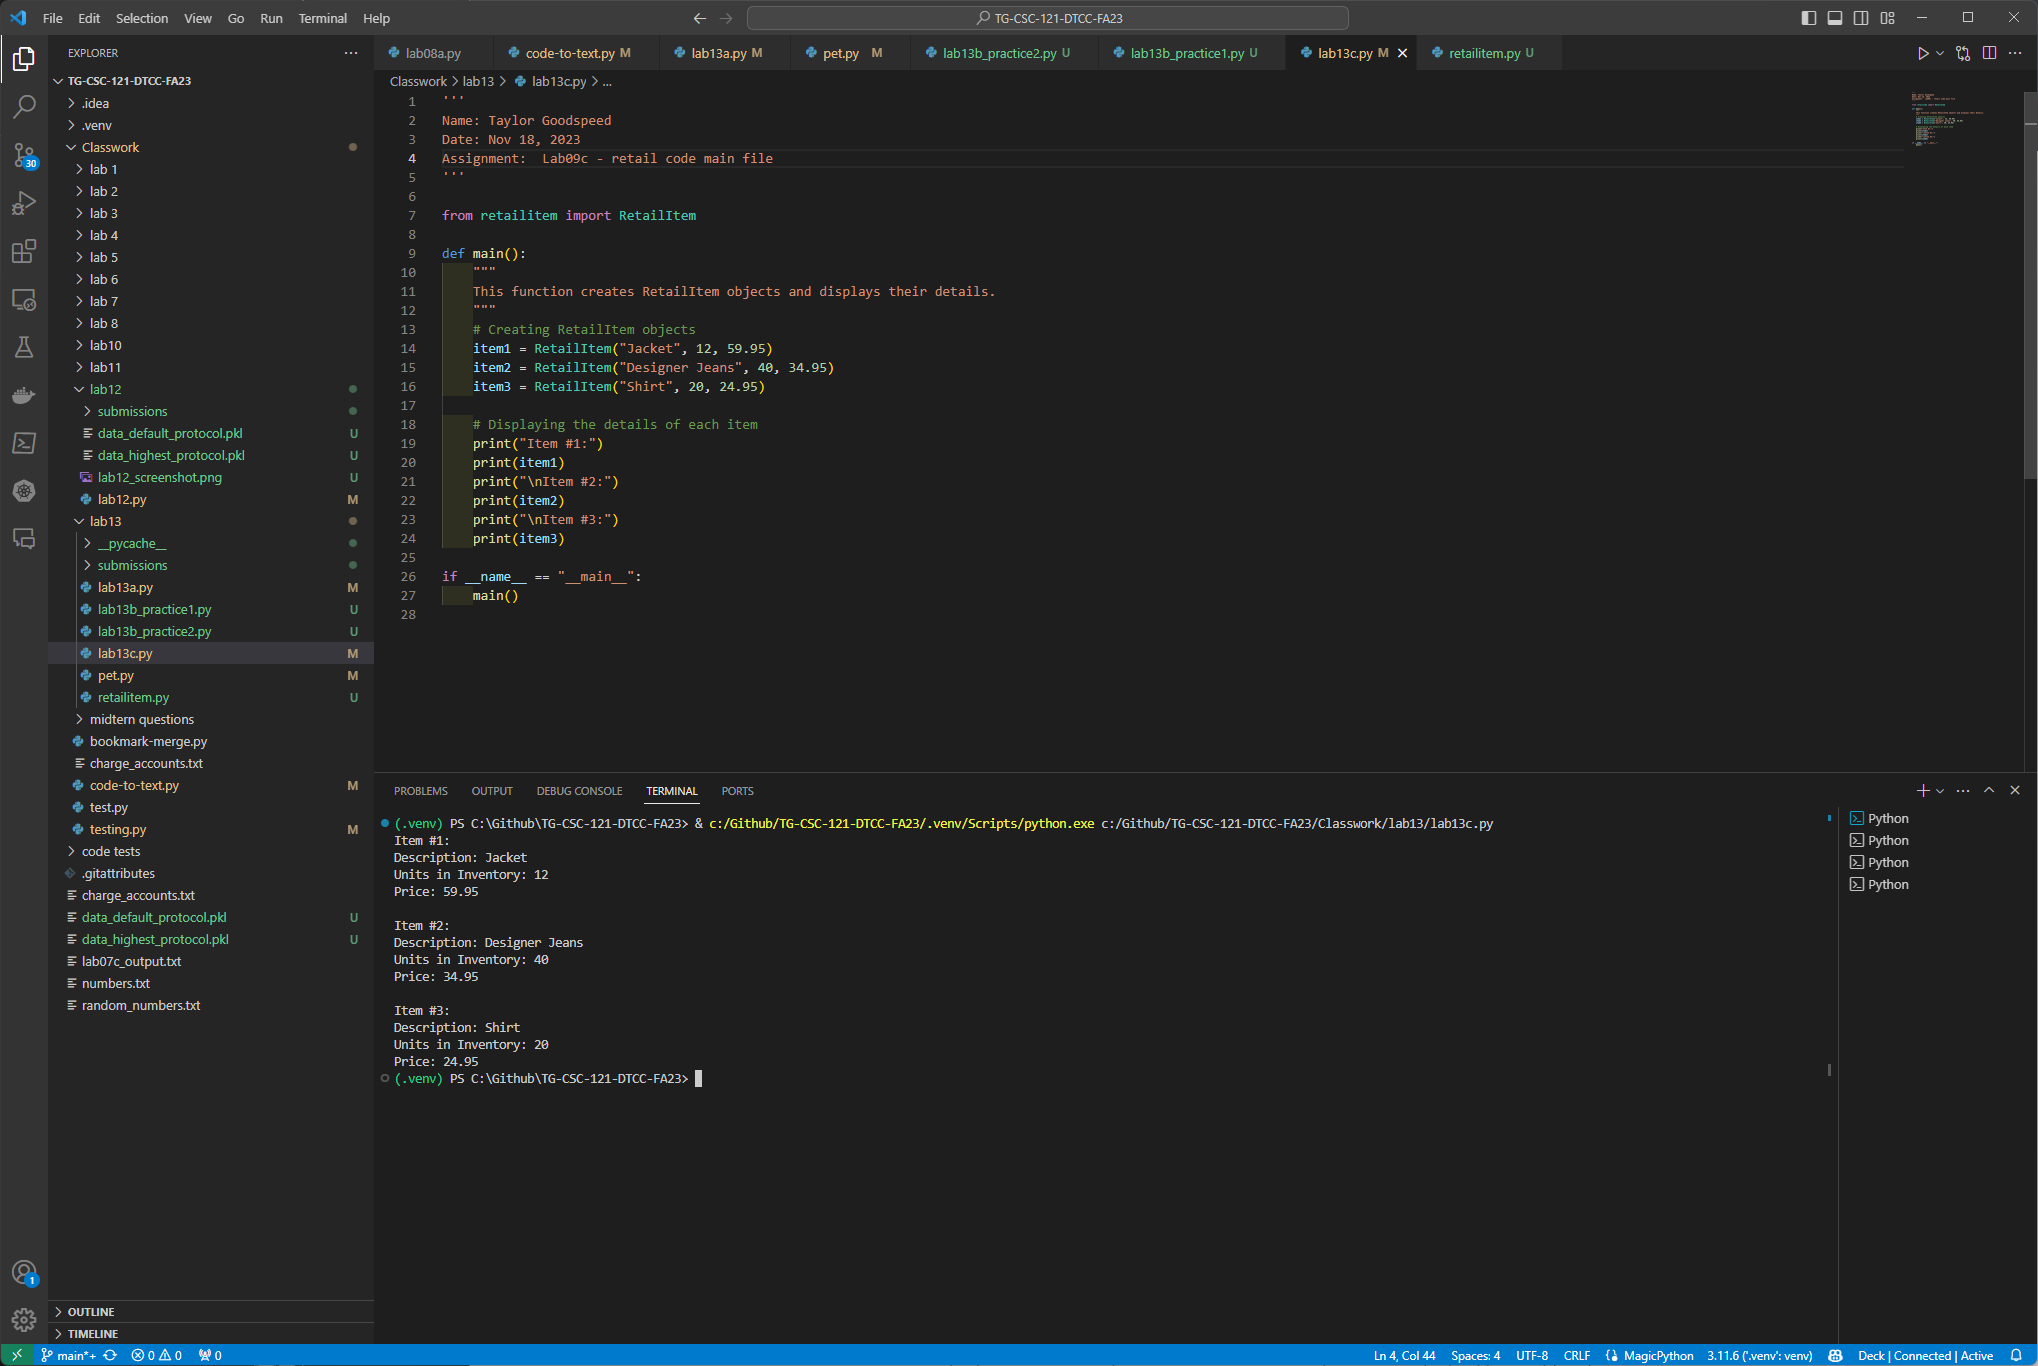 File Edit Selection View Go Run Terminal Help
TG-CSC-121-DTCC-FA23
EXPLORER
TG-CSC-121-DTCC-FA23
.idea
.venv
Classwork
lab 1
lab 2
lab 3
lab 4
lab 5
lab 6
lab 7
lab 8
lab10
lab11
lab12
submissions
data_default_protocol.pkl U
data_highest_protocol.pkl U
lab12_screenshot.png U
lab12.py M
lab13
__pycache__
submissions
lab13a.py M
lab13b_practice1.py U
lab13b_practice2.py U
lab13c.py M
pet.py M
retailitem.py U
midtern questions
bookmark-merge.py
charge_accounts.txt
code-to-text.py M
test.py
testing.py M
code tests
.gitattributes
charge_accounts.txt
data_default_protocol.pkl U
data_highest_protocol.pkl U
lab07c_output.txt
numbers.txt
random_numbers.txt
OUTLINE
TIMELINE
30
1
lab08a.py code-to-text.py M lab13a.py M pet.py M lab13b_practice2.py U lab13b_practice1.py U lab13c.py M retailitem.py U
Classwork > lab13 > lab13c.py > ...
1 '''
2 Name: Taylor Goodspeed
3 Date: Nov 18, 2023
4 Assignment:  Lab09c - retail code main file
5 '''
6
7 from retailitem import RetailItem
8
9 def main():
10     """
11     This function creates RetailItem objects and displays their details.
12     """
13     # Creating RetailItem objects
14     item1 = RetailItem("Jacket", 12, 59.95)
15     item2 = RetailItem("Designer Jeans", 40, 34.95)
16     item3 = RetailItem("Shirt", 20, 24.95)
17
18     # Displaying the details of each item
19     print("Item #1:")
20     print(item1)
21     print("\nItem #2:")
22     print(item2)
23     print("\nItem #3:")
24     print(item3)
25
26 if __name__ == "__main__":
27     main()
28
PROBLEMS OUTPUT DEBUG CONSOLE TERMINAL PORTS
(.venv) PS C:\Github\TG-CSC-121-DTCC-FA23> & c:/Github/TG-CSC-121-DTCC-FA23/.venv/Scripts/python.exe c:/Github/TG-CSC-121-DTCC-FA23/Classwork/lab13/lab13c.py
Item #1:
Description: Jacket
Units in Inventory: 12
Price: 59.95
Item #2:
Description: Designer Jeans
Units in Inventory: 40
Price: 34.95
Item #3:
Description: Shirt
Units in Inventory: 20
Price: 24.95
(.venv) PS C:\Github\TG-CSC-121-DTCC-FA23>
Python
Python
Python
Python
main*+ 0 0 0 Ln 4, Col 44 Spaces: 4 UTF-8 CRLF MagicPython 3.11.6 ('.venv': venv) Deck | Connected | Active